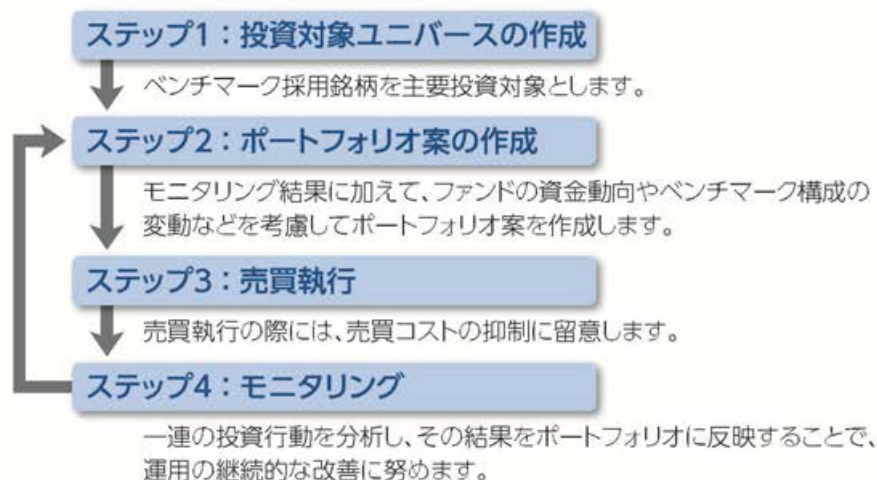 ステップ1：投資対象ユニバースの作成
ベンチマーク採用銘柄を主要投資対象とします。
ステップ2：ポートフォリオ案の作成
モニタリング結果に加えて、ファンドの資金動向やベンチマーク構成の
変動などを考慮してポートフォリオ案を作成します。
ステップ3：売買執行
売買執行の際には、売買コストの抑制に留意します。
ステップ4：モニタリング
一連の投資行動を分析し、その結果をポートフォリオに反映することで、
運用の継続的な改善に努めます。